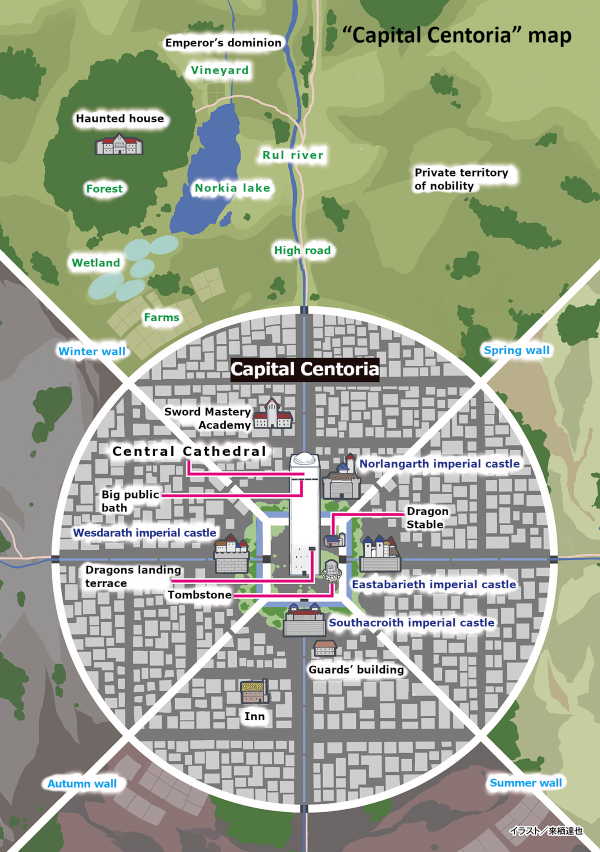 "Capital Centoria" map
Emperor's dominion
Vineyard
Haunted house
Rul river
Private territory
of nobility
Forest
Norkia lake
High road
Wetland
Farms
Winter wall
Spring wall
Capital Centoria
Sword Mastery
Academy
Central Cathedral
Norlangarth imperial castle
Big public
bath
Dragon
Stable
Wesdarath imperial castle
Dragons landing
terrace
Eastabarieth imperial castle
Tombstone
Southacroith imperial castle
Guards' building
Inn
Autumn wall
Summer wall
イラスト／来栖達也